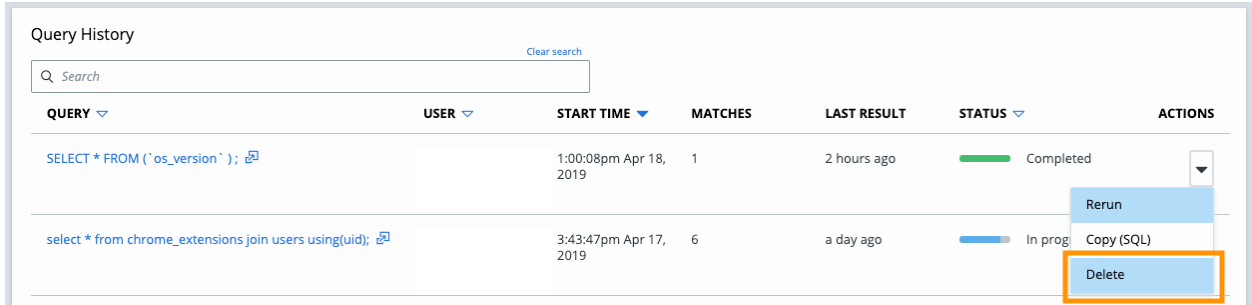 Query History
Clear search
Search
QUERY USER START TIME MATCHES LAST RESULT STATUS ACTIONS
SELECT * FROM (`os_version` ) ; 1:00:08pm Apr 18, 1 2 hours ago Completed
2019
Rerun
select * from chrome_extensions join users using(uid); 3:43:47pm Apr 17, 6 a day ago In prog Copy (SQL)
2019
Delete